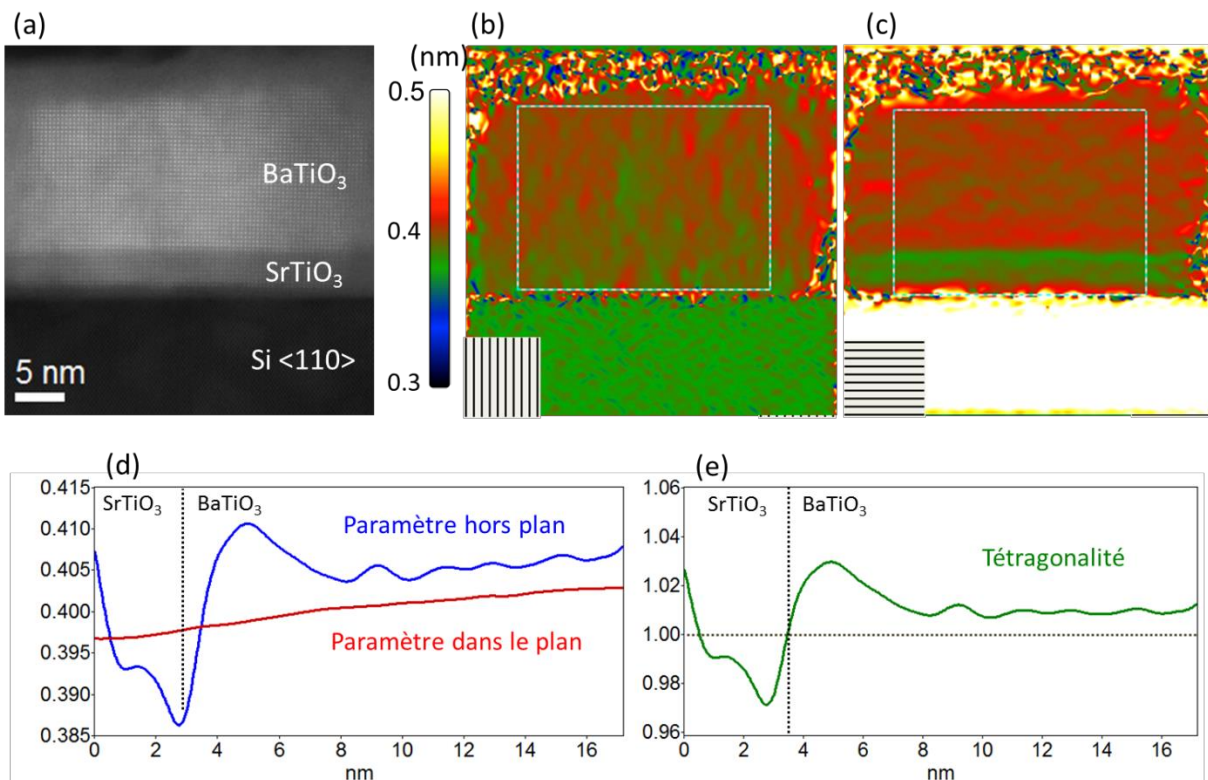 (a)
(nm)
(b)
(c)
BaTiO3
SrTiO3
Si <110>
5 nm
0.5
0.4
0.3
(d)
(e)
0.415
0.410
0.405
0.400
0.395
0.390
0.385
SrTiO3
BaTiO3
Paramètre hors plan
Paramètre dans le plan
0 2 4 6 8 10 12 14 16
nm
1.06
1.04
1.02
1.00
0.98
0.96
SrTiO3
BaTiO3
Tétragonalité
0 2 4 6 8 10 12 14 16
nm